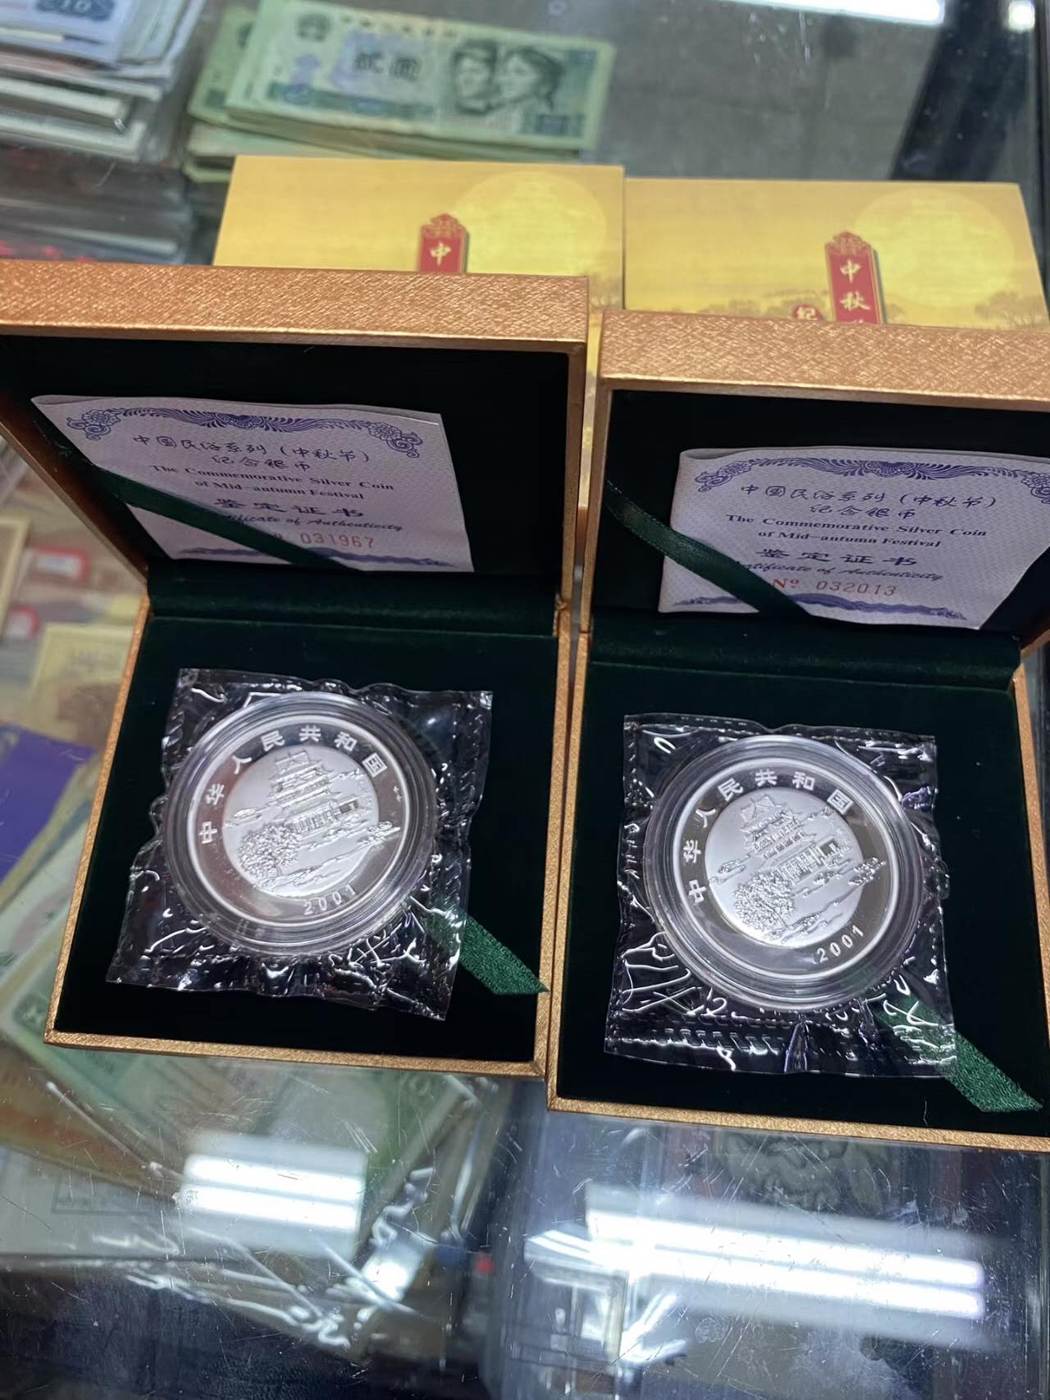 贰圆
中
中秋
纪
中国民俗系列（中秋节）
纪念银币
The Commemorative Silver Coin
of Mid-autumn Festival
鉴定证书
Certificate of Authenticity
031967
中国民俗系列（中秋节）
纪念银币
The Commemorative Silver Coin
of Mid-autumn Festival
鉴定证书
Certificate of Authenticity
Nº 032013
中华人民共和国
2001
中华人民共和国
2001